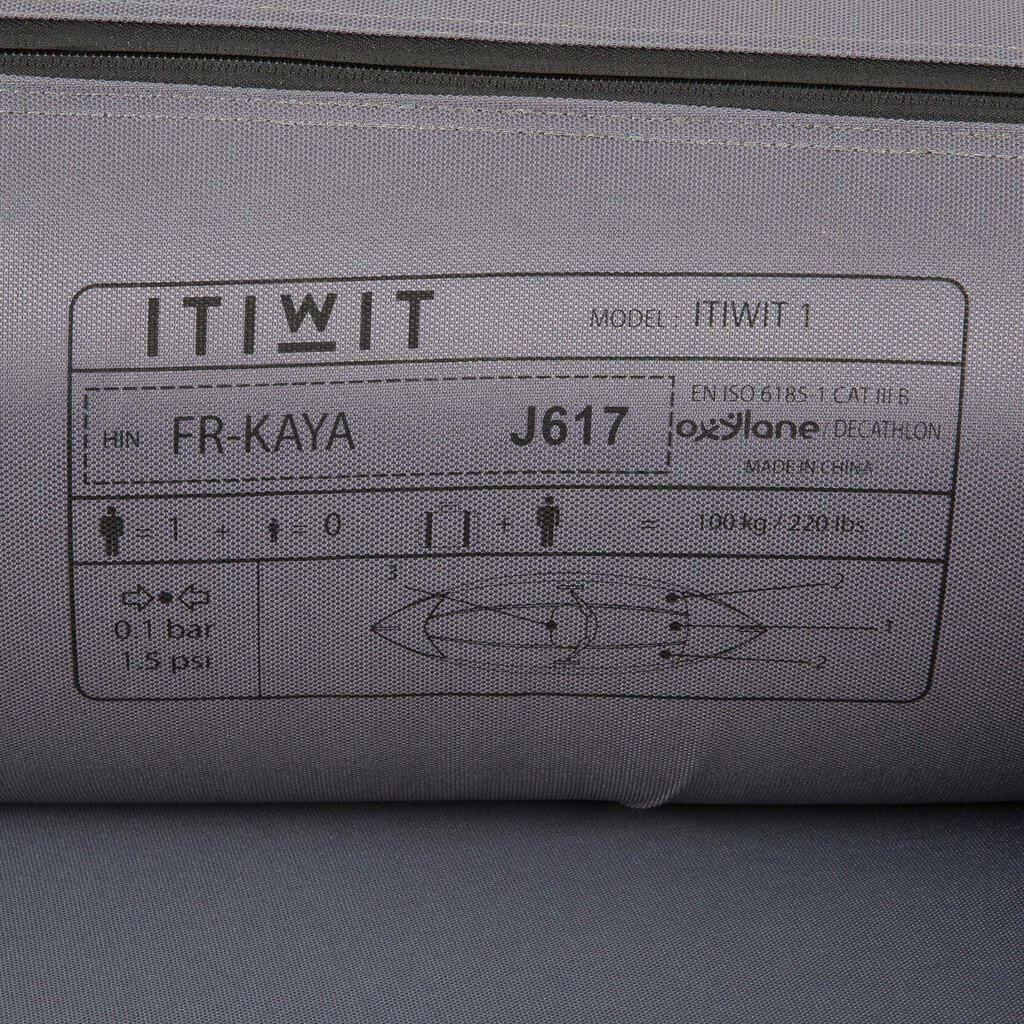 ITIWIT
MODEL : ITIWIT 1
HIN FR-KAYA J617
EN ISO 6185-1 CAT III B
oxylane / DECATHLON
MADE IN CHINA
= 1 + = 0 + = 100 kg / 220 lbs
0.1 bar
1.5 psi
3
2
1
2